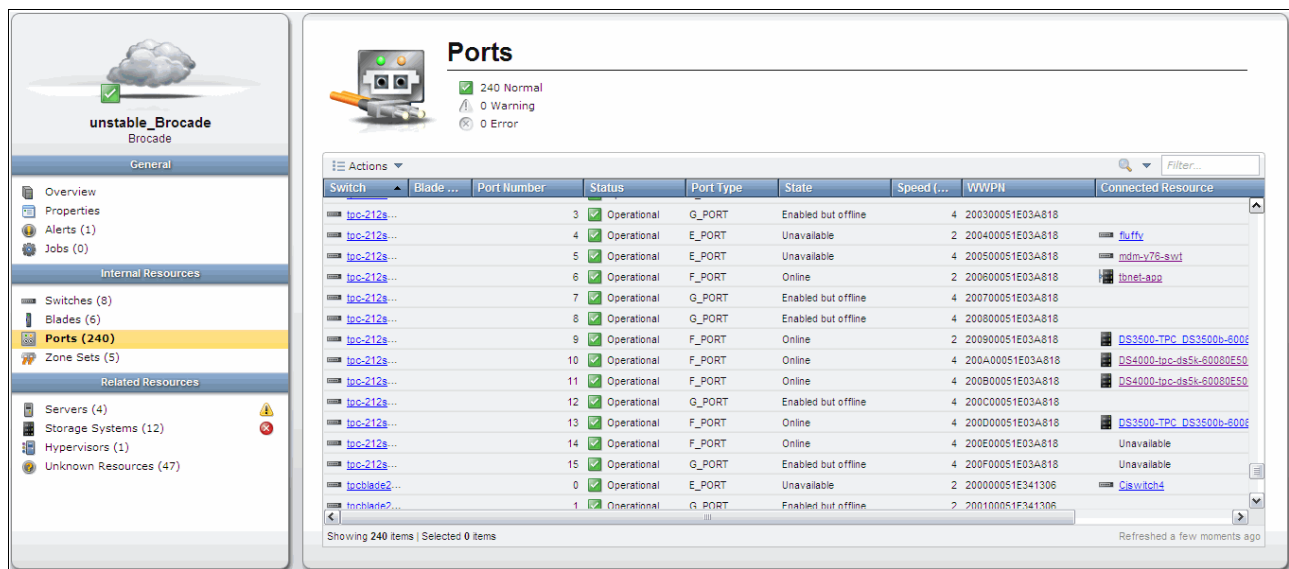 unstable_Brocade
Brocade
General
Overview
Properties
Alerts (1)
Jobs (0)
Internal Resources
Switches (8)
Blades (6)
Ports (240)
Zone Sets (5)
Related Resources
Servers (4)
Storage Systems (12)
Hypervisors (1)
Unknown Resources (47)
Ports
240 Normal
0 Warning
0 Error
Actions Filter...
Switch Blade ... Port Number Status Port Type State Speed (... WWPN Connected Resource
tpc-212s... 3 Operational G_PORT Enabled but offline 4 200300051E03A818
tpc-212s... 4 Operational E_PORT Unavailable 2 200400051E03A818 fluffy
tpc-212s... 5 Operational E_PORT Unavailable 4 200500051E03A818 mdm-v76-swt
tpc-212s... 6 Operational F_PORT Online 2 200600051E03A818 tbnet-app
tpc-212s... 7 Operational G_PORT Enabled but offline 4 200700051E03A818
tpc-212s... 8 Operational G_PORT Enabled but offline 4 200800051E03A818
tpc-212s... 9 Operational F_PORT Online 2 200900051E03A818 DS3500-TPC_DS3500b-6008
tpc-212s... 10 Operational F_PORT Online 4 200A00051E03A818 DS4000-tpc-ds5k-60080E50
tpc-212s... 11 Operational F_PORT Online 4 200B00051E03A818 DS4000-tpc-ds5k-60080E50
tpc-212s... 12 Operational G_PORT Enabled but offline 4 200C00051E03A818
tpc-212s... 13 Operational F_PORT Online 4 200D00051E03A818 DS3500-TPC_DS3500b-6008
tpc-212s... 14 Operational F_PORT Online 4 200E00051E03A818 Unavailable
tpc-212s... 15 Operational G_PORT Enabled but offline 4 200F00051E03A818 Unavailable
tpcblade2... 0 Operational E_PORT Unavailable 2 200000051E341306 Cjswitch4
tpcblade2... 1 Operational G_PORT Enabled but offline 2 200100051E341306
Showing 240 items | Selected 0 items Refreshed a few moments ago